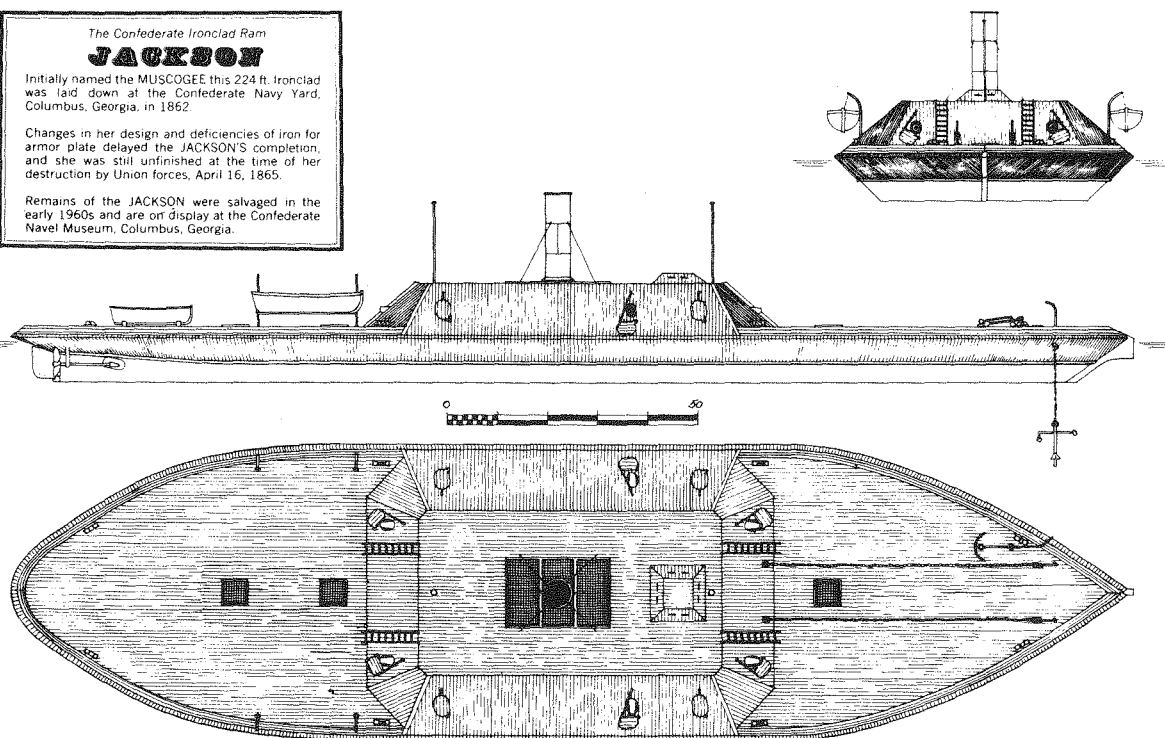 The Confederate Ironclad Ram
JACKSON
Initially named the MUSCOGEE this 224 ft. Ironclad
was laid down at the Confederate Navy Yard,
Columbus, Georgia, in 1862.
Changes in her design and deficiencies of iron for
armor plate delayed the JACKSON'S completion,
and she was still unfinished at the time of her
destruction by Union forces, April 16, 1865.
Remains of the JACKSON were salvaged in the
early 1960s and are on display at the Confederate
Navel Museum, Columbus, Georgia.
0 50